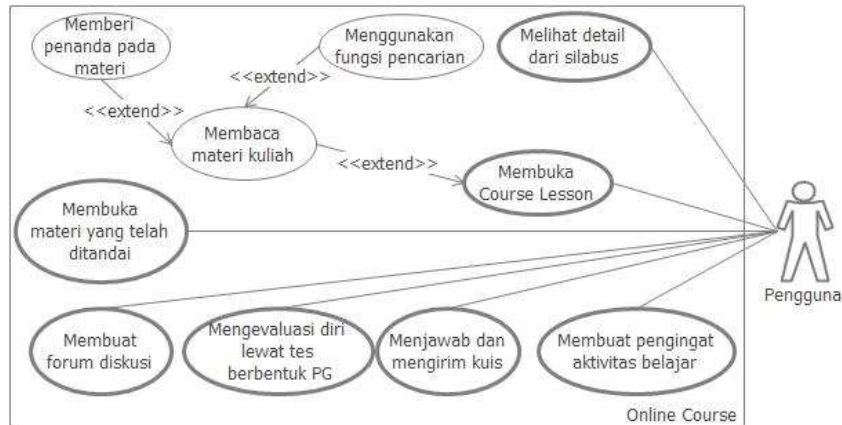 Memberi
penanda pada
materi
Menggunakan
fungsi pencarian
Melihat detail
dari silabus
<<extend>>
<<extend>>
Membaca
materi kuliah
<<extend>>
Membuka
Course Lesson
Membuka
materi yang telah
ditandai
Pengguna
Membuat
forum diskusi
Mengevaluasi diri
lewat tes
berbentuk PG
Menjawab dan
mengirim kuis
Membuat pengingat
aktivitas belajar
Online Course